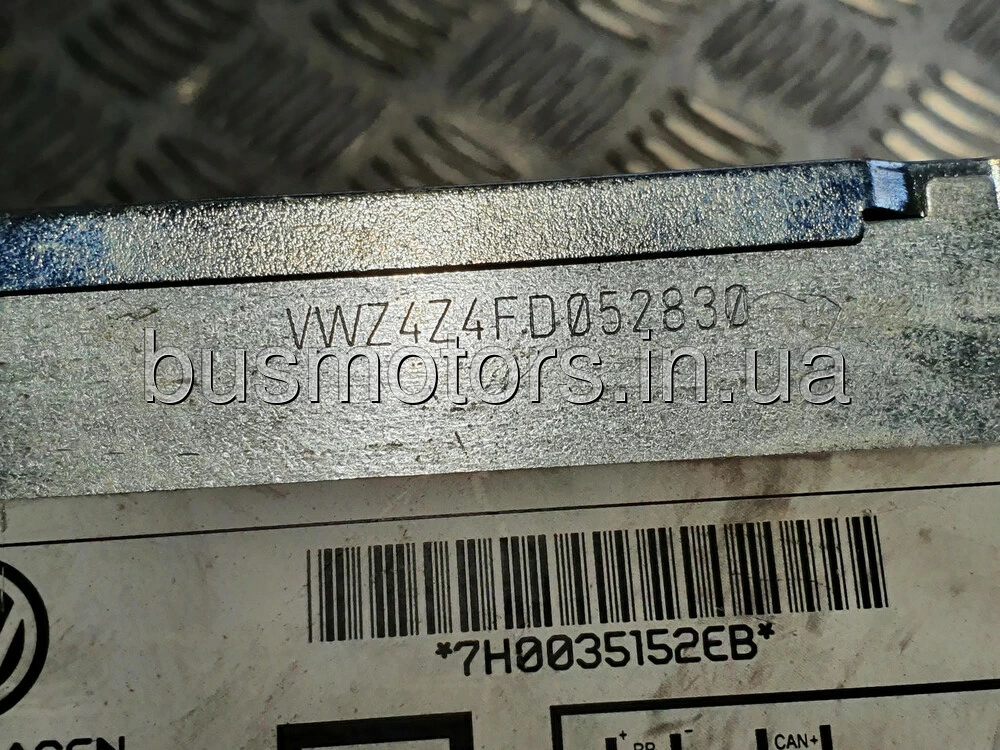 VWZ4Z4FD052830
busmotors.in.ua
*7H0035152EB*
+ -
CAN+